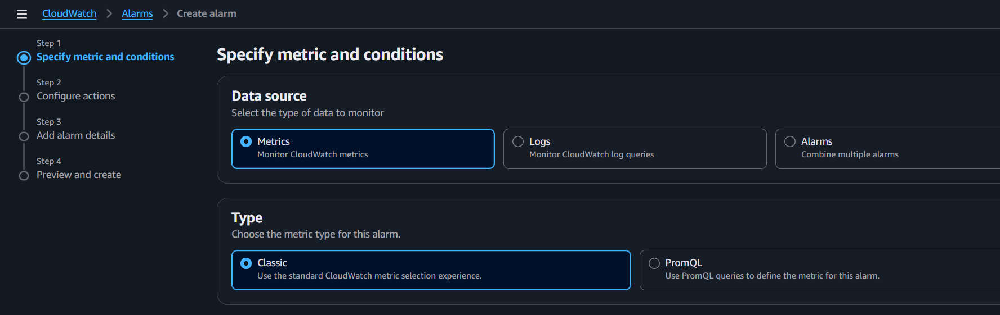 CloudWatch > Alarms > Create alarm
Step 1
Specify metric and conditions
Step 2
Configure actions
Step 3
Add alarm details
Step 4
Preview and create
Specify metric and conditions
Data source
Select the type of data to monitor
Metrics
Monitor CloudWatch metrics
Logs
Monitor CloudWatch log queries
Alarms
Combine multiple alarms
Type
Choose the metric type for this alarm.
Classic
Use the standard CloudWatch metric selection experience.
PromQL
Use PromQL queries to define the metric for this alarm.